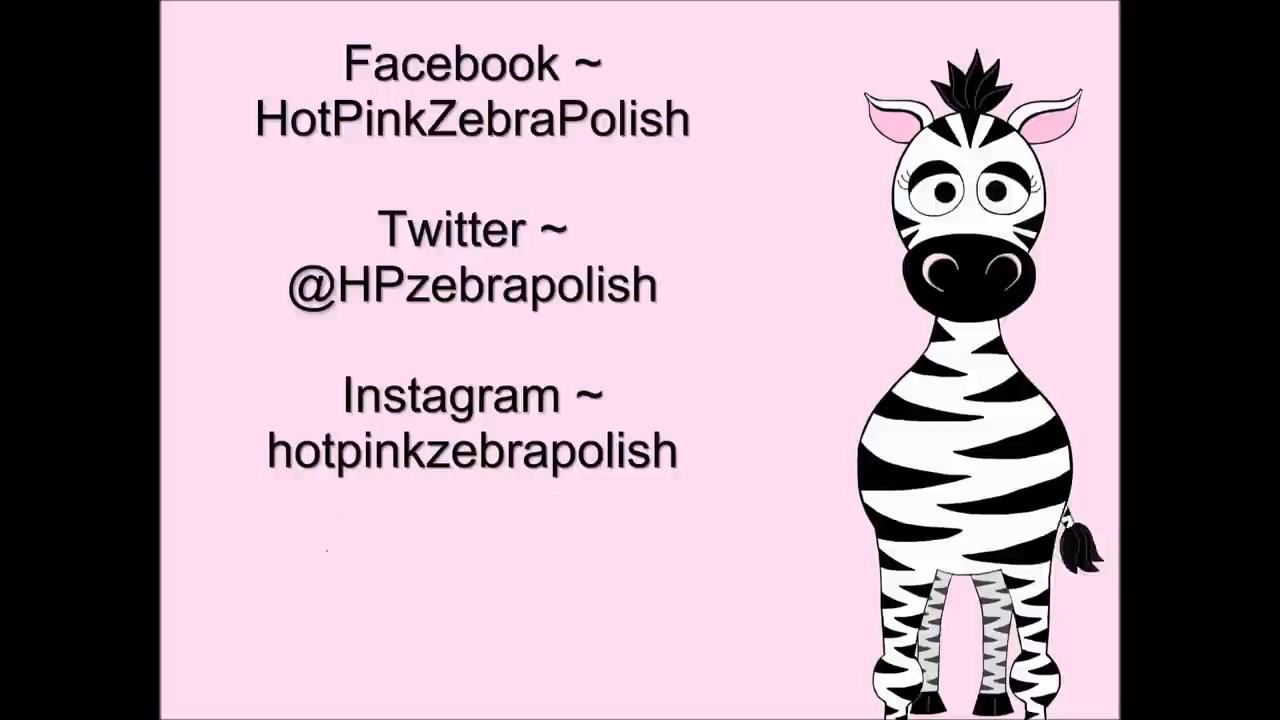 Facebook ~
HotPinkZebraPolish
Twitter ~
@HPzebrapolish
Instagram ~
hotpinkzebrapolish